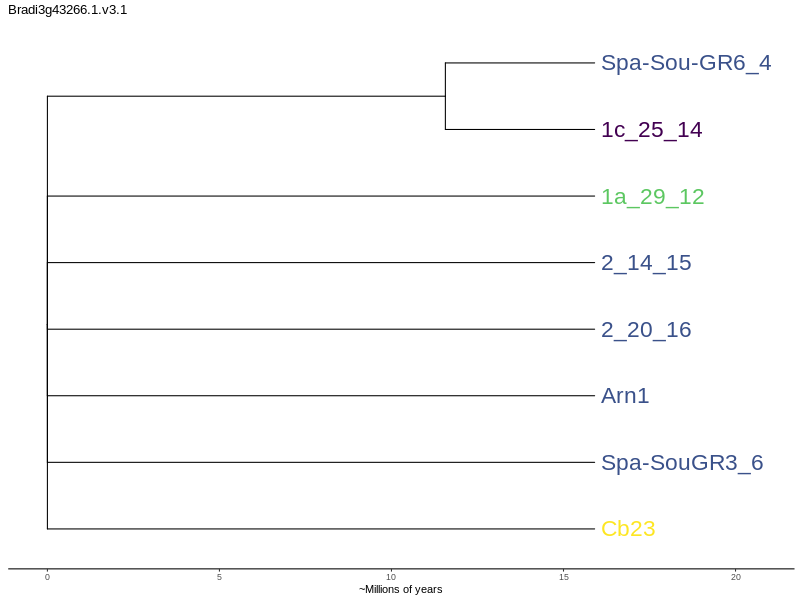 Bradi3g43266.1.v3.1
Spa-Sou-GR6_4
1c_25_14
1a_29_12
2_14_15
2_20_16
Arn1
Spa-SouGR3_6
Cb23
0 5 10 15 20
~Millions of years